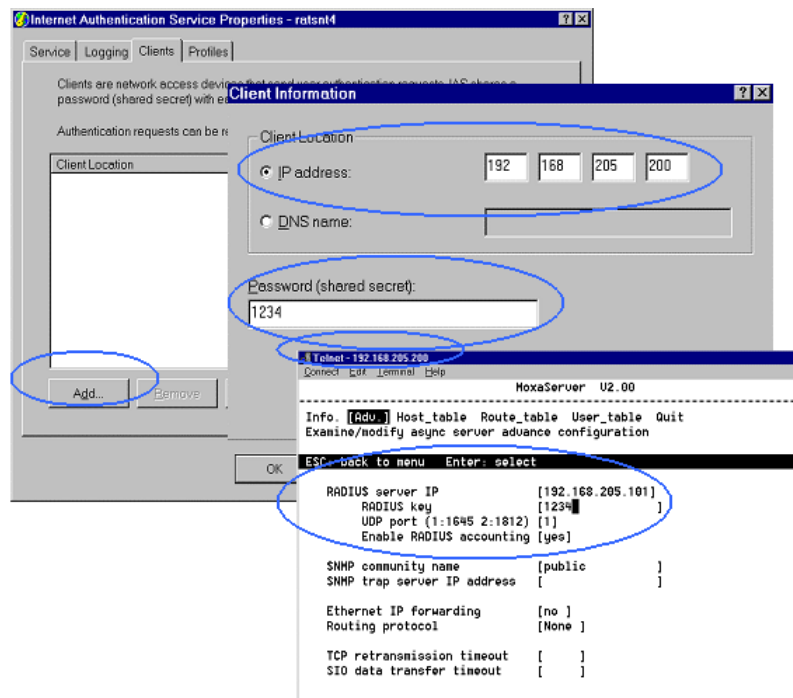 Internet Authentication Service Properties - ratsnt4
Service Logging Clients Profiles
Clients are network access devices that send user authentication requests. IAS shares a
password (shared secret) with e
Authentication requests can be re
Client Location
Add...
Remove
OK
Client Information
Client Location
IP address: 192 168 205 200
DNS name:
Password (shared secret):
1234
Telnet - 192.168.205.200
Connect Edit Terminal Help
MoxaServer V2.00
Info. [Adv.] Host_table Route_table User_table Quit
Examine/modify async server advance configuration
ESC: back to menu Enter: select
RADIUS server IP [192.168.205.101]
RADIUS key [1234 ]
UDP port (1:1645 2:1812) [1]
Enable RADIUS accounting [yes]
SNMP community name [public ]
SNMP trap server IP address [ ]
Ethernet IP forwarding [no ]
Routing protocol [None ]
TCP retransmission timeout [ ]
SIO data transfer timeout [ ]